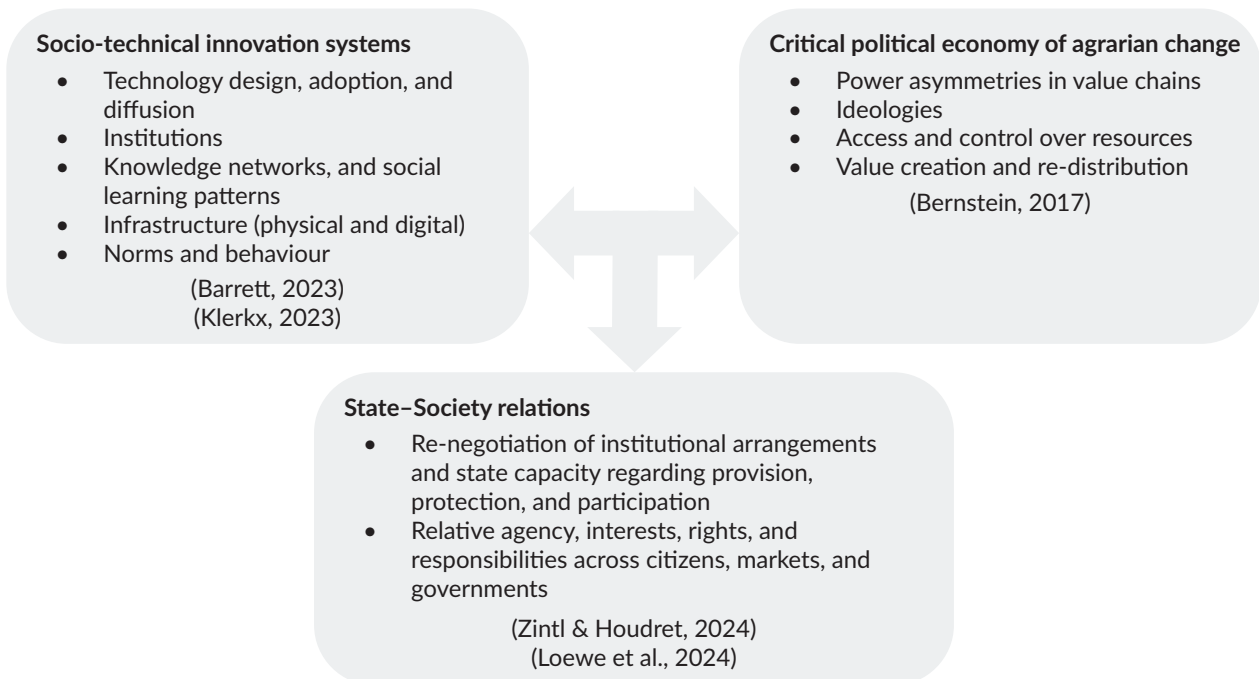 Socio-technical innovation systems
• Technology design, adoption, and
diffusion
• Institutions
• Knowledge networks, and social
learning patterns
• Infrastructure (physical and digital)
• Norms and behaviour
(Barrett, 2023)
(Klerkx, 2023)
Critical political economy of agrarian change
• Power asymmetries in value chains
• Ideologies
• Access and control over resources
• Value creation and re-distribution
(Bernstein, 2017)
State–Society relations
• Re-negotiation of institutional arrangements
and state capacity regarding provision,
protection, and participation
• Relative agency, interests, rights, and
responsibilities across citizens, markets, and
governments
(Zintl & Houdret, 2024)
(Loewe et al., 2024)